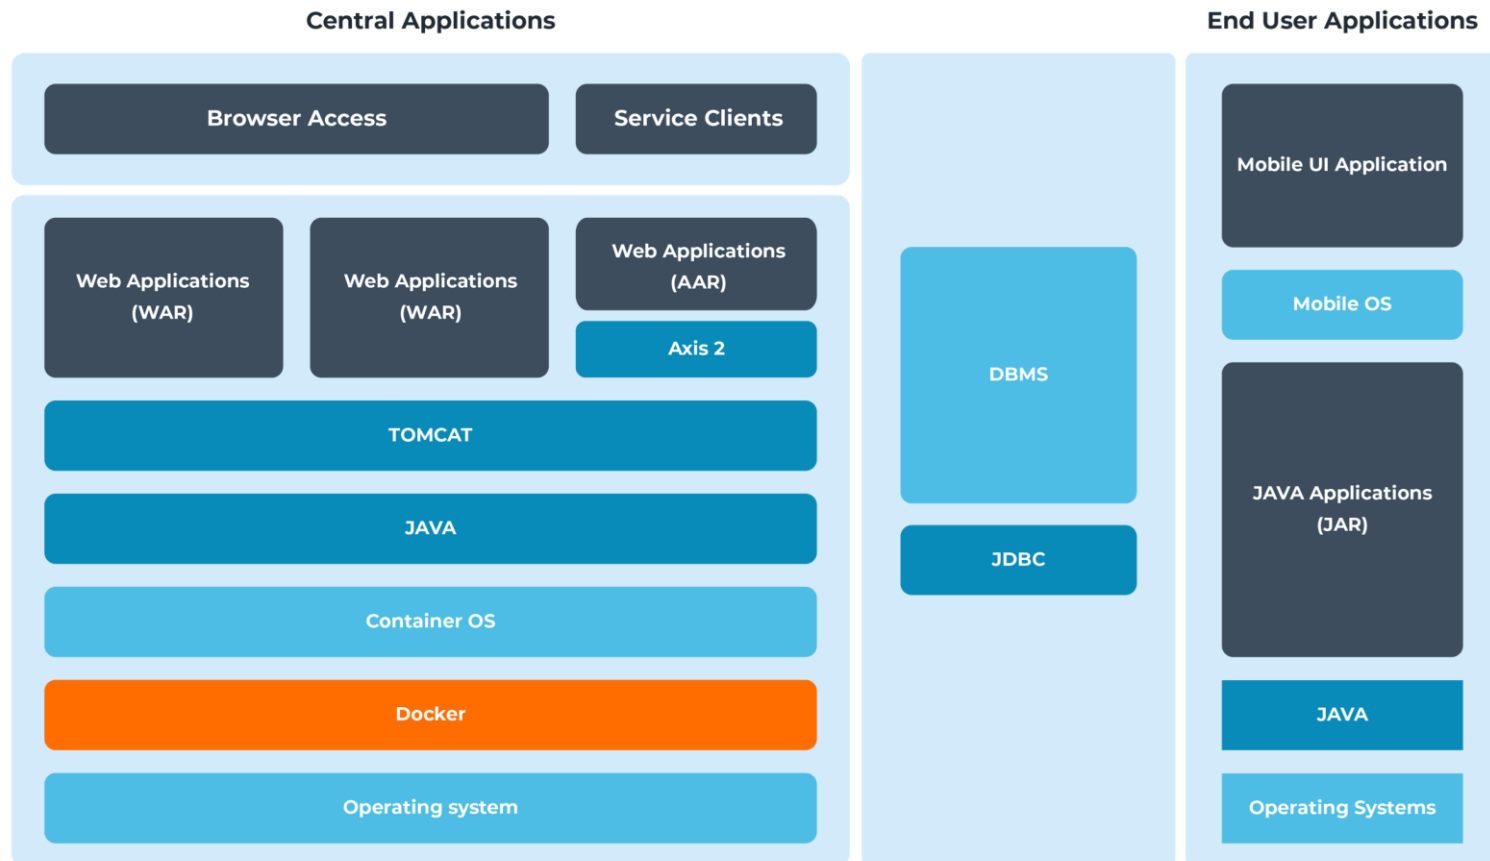 Central Applications
End User Applications
Browser Access
Service Clients
Web Applications
(WAR)
Web Applications
(WAR)
Web Applications
(AAR)
Axis 2
TOMCAT
JAVA
Container OS
Docker
Operating system
DBMS
JDBC
Mobile UI Application
Mobile OS
JAVA Applications
(JAR)
JAVA
Operating Systems